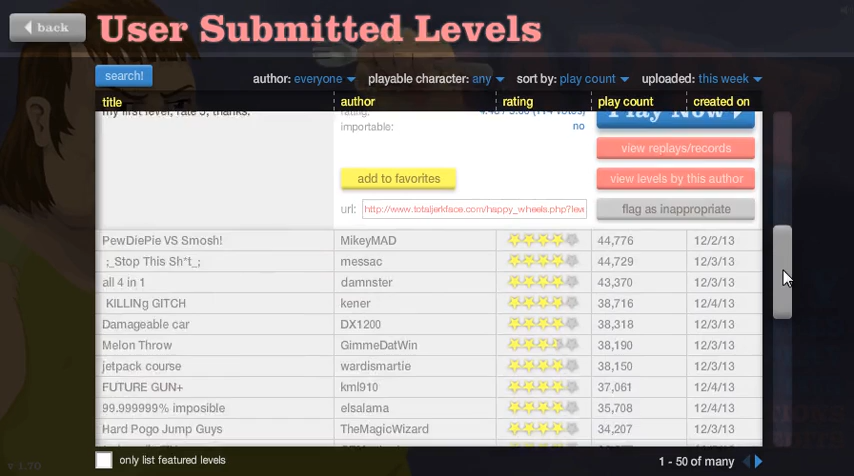 back
User Submitted Levels
search!
author: everyone playable character: any sort by: play count uploaded: this week
title author rating play count created on
my first level, rate 5, thanks.
importable: no
Play Now
view replays/records
add to favorites
view levels by this author
url: http://www.totaljerkface.com/happy_wheels.php?leve
flag as inappropriate
PewDiePie VS Smosh! MikeyMAD 44,776 12/2/13
;_Stop This Sh*t_; messac 44,729 12/3/13
all 4 in 1 damnster 43,370 12/3/13
KILLINg GITCH kener 38,716 12/4/13
Damageable car DX1200 38,318 12/3/13
Melon Throw GimmeDatWin 38,190 12/3/13
jetpack course wardismartie 38,150 12/3/13
FUTURE GUN+ kml910 37,061 12/4/13
99.999999% imposible elsalama 35,708 12/4/13
Hard Pogo Jump Guys TheMagicWizard 34,207 12/3/13
only list featured levels
1 - 50 of many
v 1.70